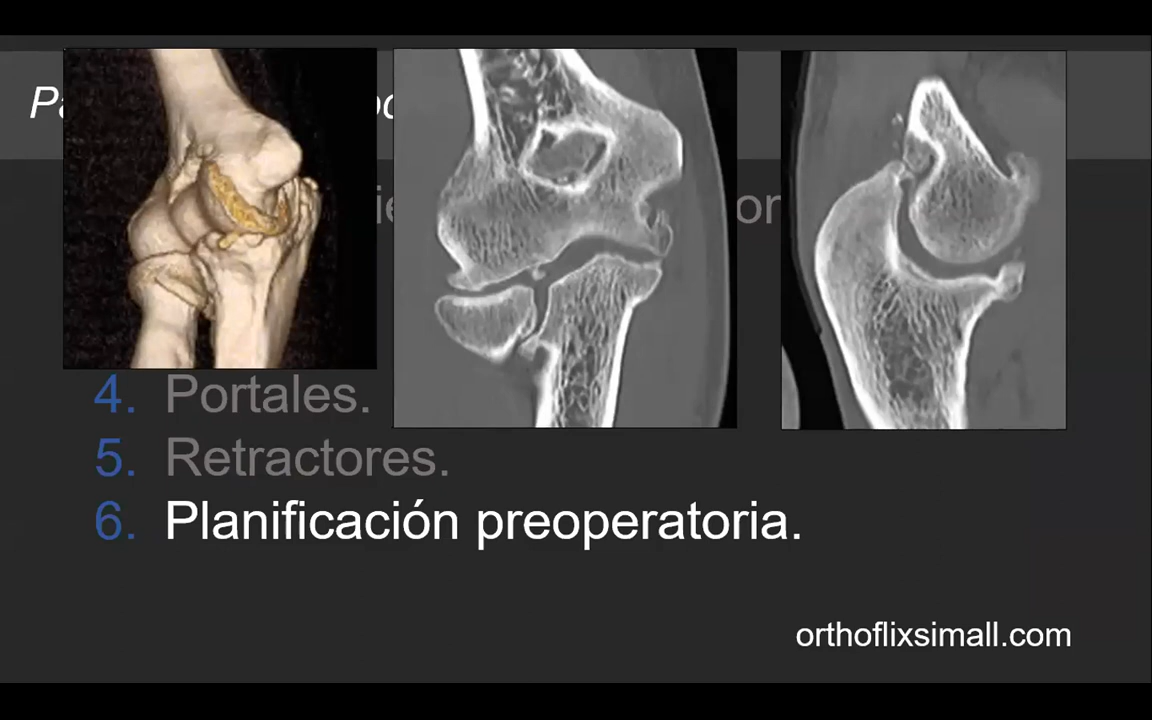 4. Portales.
5. Retractores.
6. Planificación preoperatoria.
orthoflixsimall.com